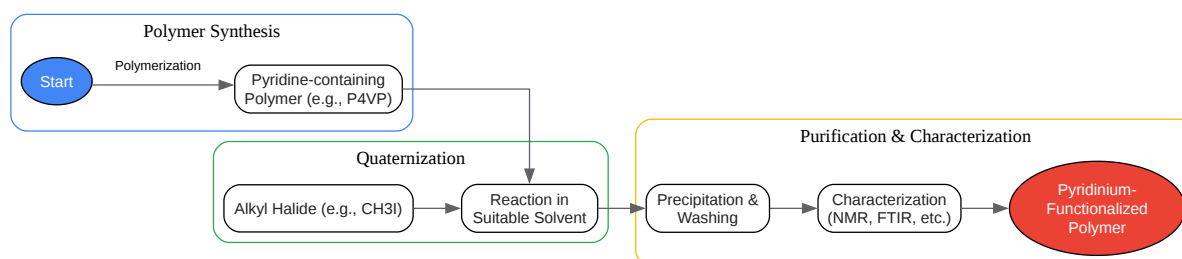 Polymer Synthesis
Start
Polymerization
Pyridine-containing
Polymer (e.g., P4VP)
Quaternization
Alkyl Halide (e.g., CH3I)
Reaction in
Suitable Solvent
Purification & Characterization
Precipitation &
Washing
Characterization
(NMR, FTIR, etc.)
Pyridinium-
Functionalized
Polymer